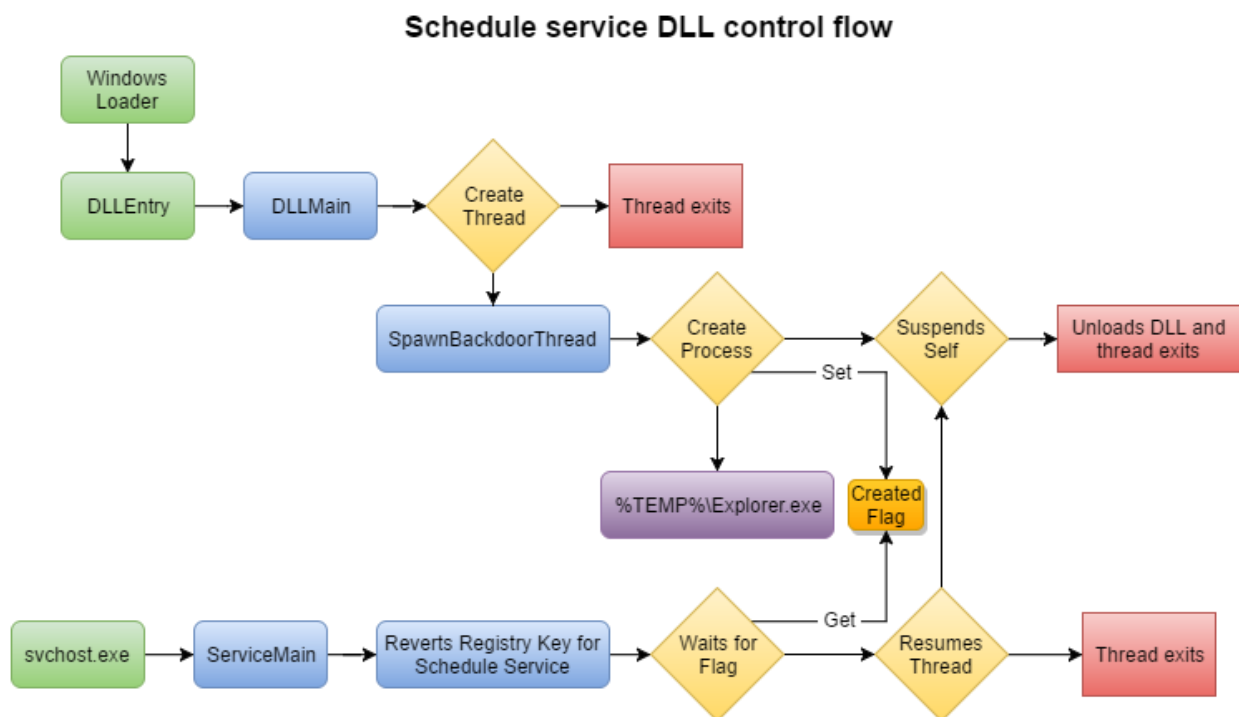 Schedule service DLL control flow
Windows
Loader
DLLEntry
DLLMain
Create
Thread
Thread exits
SpawnBackdoorThread
Create
Process
Suspends
Self
Unloads DLL and
thread exits
Set
%TEMP%\Explorer.exe
Created
Flag
Get
svchost.exe
ServiceMain
Reverts Registry Key for
Schedule Service
Waits for
Flag
Resumes
Thread
Thread exits